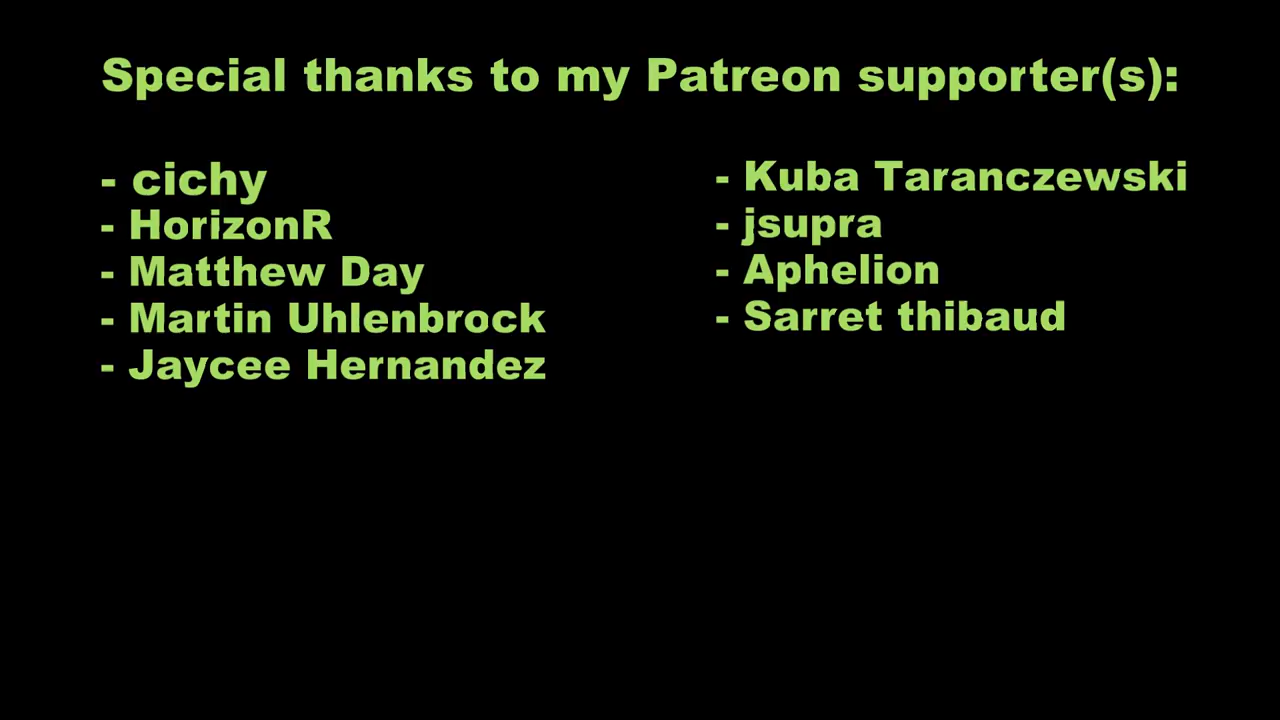 Special thanks to my Patreon supporter(s):
- cichy
- HorizonR
- Matthew Day
- Martin Uhlenbrock
- Jaycee Hernandez
- Kuba Taranczewski
- jsupra
- Aphelion
- Sarret thibaud